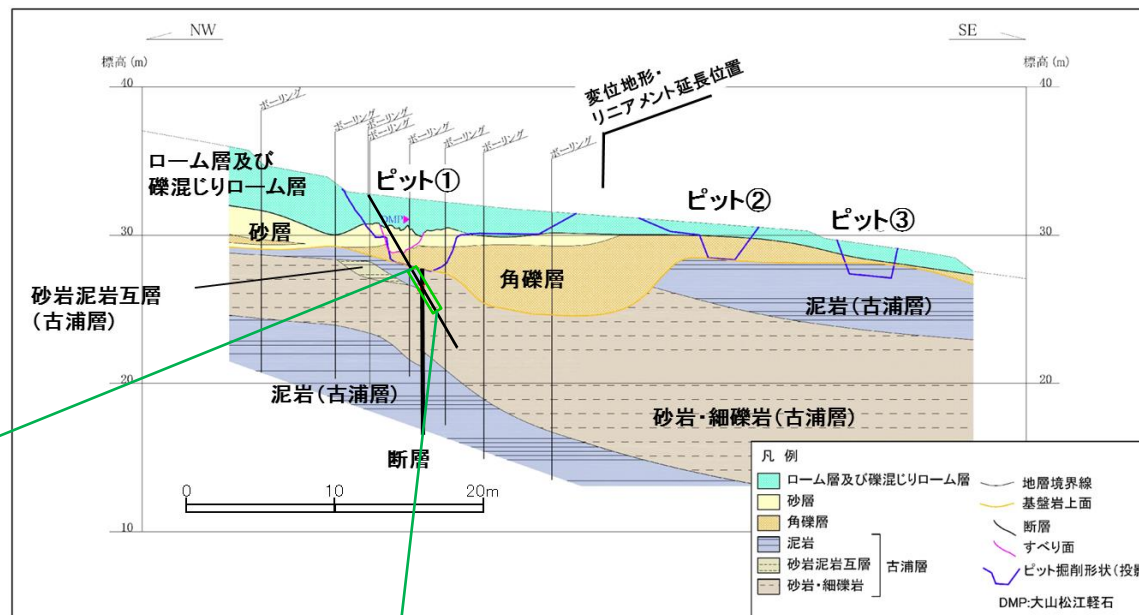 NW
SE
標高(m)
標高(m)
40
40
ボーリング
ボーリング
ボーリング
ボーリング
ボーリング
ボーリング
ボーリング
ボーリング
変位地形・
リニアメント延長位置
ローム層及び
礫混じりローム層
ピット①
ピット②
ピット③
DMP
30
30
砂層
角礫層
砂岩泥岩互層
(古浦層)
泥岩(古浦層)
20
20
泥岩(古浦層)
砂岩・細礫岩(古浦層)
断層
0 10 20m
10
凡 例
ローム層及び礫混じりローム層
砂層
角礫層
泥岩
砂岩泥岩互層
砂岩・細礫岩
古浦層
地層境界線
基盤岩上面
断層
すべり面
ピット掘削形状(投影
DMP:大山松江軽石